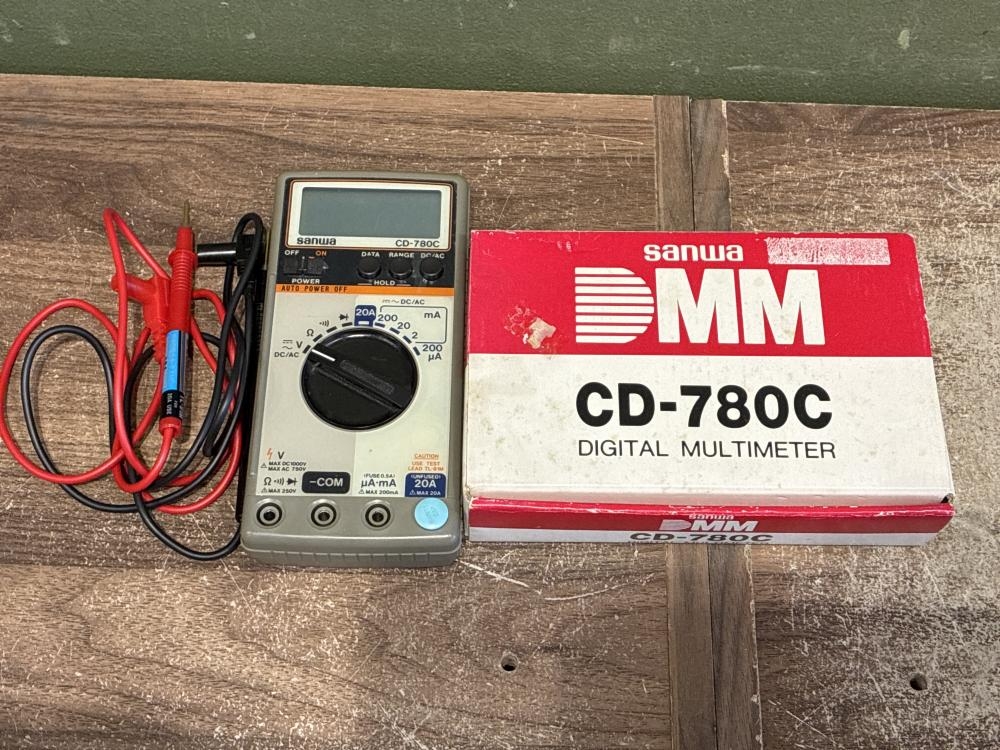 sanwa
CD-780C
OFF ON
POWER
DATA RANGE DC/AC
HOLD
AUTO POWER OFF
DC/AC
20A 200 mA
20
2
200 µA
Ω
V
DC/AC
V
MAX DC1000V
MAX AC 750V
CAUTION
USE TEST
LEAD TL-91M
Ω
MAX 250V
-COM
(FUSE0.5A)
µA·mA
MAX 200mA
(UNFUSED)
20A
MAX 20A
sanwa
DMM
CD-780C
DIGITAL MULTIMETER
sanwa
DMM
CD-780C